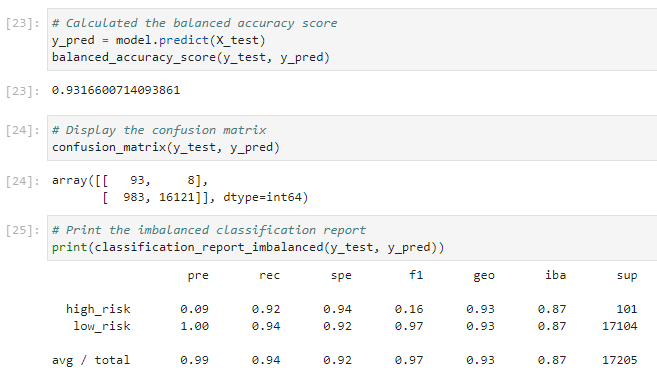 [23]: # Calculated the balanced accuracy score
y_pred = model.predict(X_test)
balanced_accuracy_score(y_test, y_pred)
[23]: 0.9316600714093861
[24]: # Display the confusion matrix
confusion_matrix(y_test, y_pred)
[24]: array([[   93,     8],
       [  983, 16121]], dtype=int64)
[25]: # Print the imbalanced classification report
print(classification_report_imbalanced(y_test, y_pred))
pre rec spe f1 geo iba sup
high_risk 0.09 0.92 0.94 0.16 0.93 0.87 101
low_risk 1.00 0.94 0.92 0.97 0.93 0.87 17104
avg / total 0.99 0.94 0.92 0.97 0.93 0.87 17205